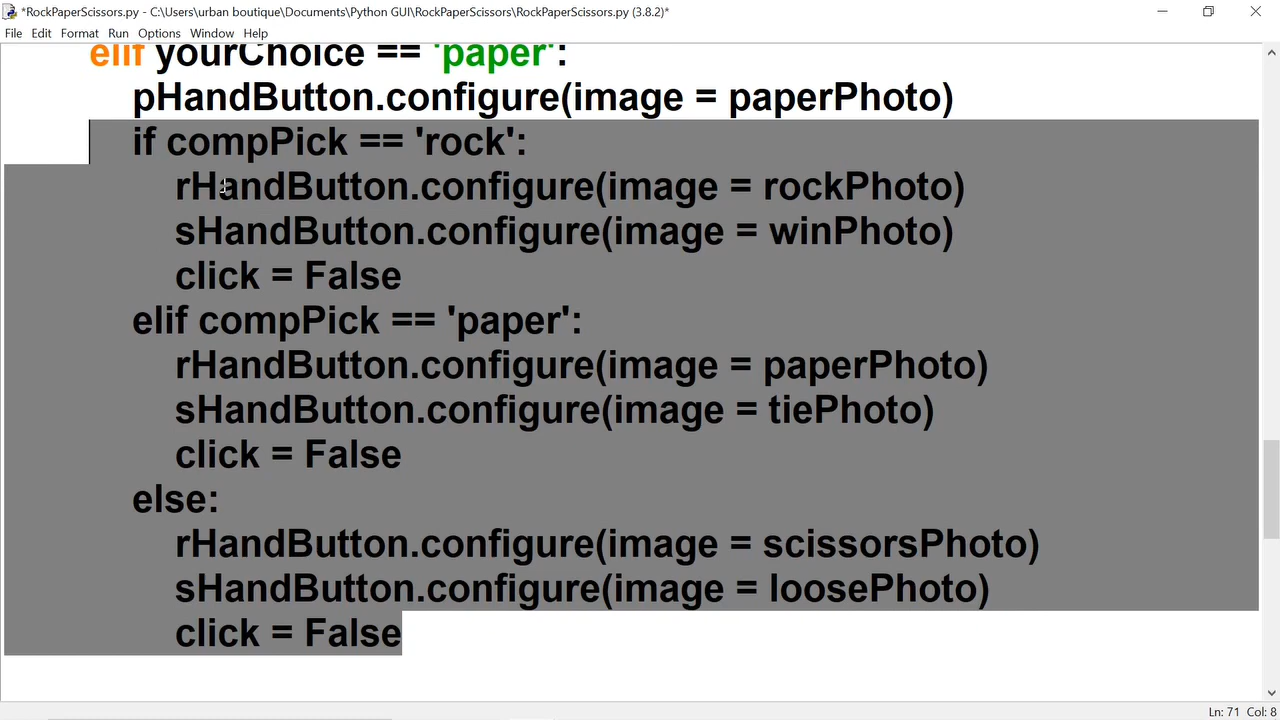 *RockPaperScissors.py - C:\Users\urban boutique\Documents\Python GUI\RockPaperScissors\RockPaperScissors.py (3.8.2)*
File Edit Format Run Options Window Help
elif yourChoice == 'paper':
pHandButton.configure(image = paperPhoto)
if compPick == 'rock':
rHandButton.configure(image = rockPhoto)
sHandButton.configure(image = winPhoto)
click = False
elif compPick == 'paper':
rHandButton.configure(image = paperPhoto)
sHandButton.configure(image = tiePhoto)
click = False
else:
rHandButton.configure(image = scissorsPhoto)
sHandButton.configure(image = loosePhoto)
click = False
Ln: 71 Col: 8